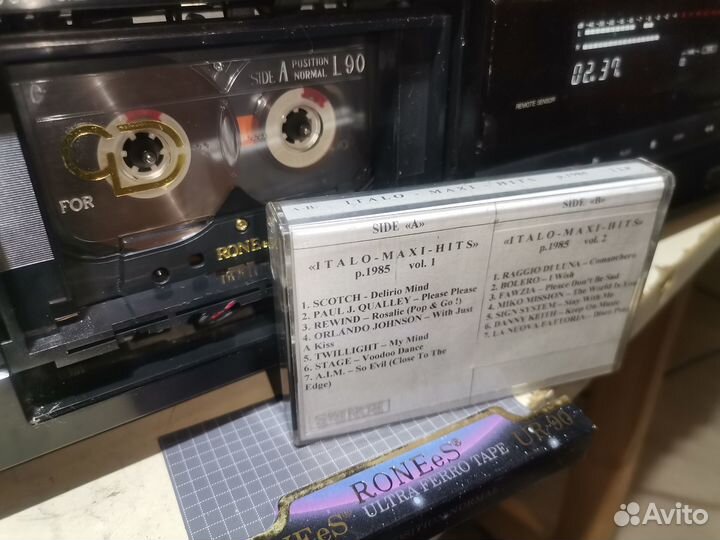 SIDE A POSITION NORMAL L 90
CD
FOR
RONEeS
02.37
REMOTE SENSOR
ITALO - MAXI - HITS p.1985
SIDE «A»
«ITALO-MAXI-HITS»
p.1985 vol. 1
1. SCOTCH – Delirio Mind
2. PAUL J. QUALLEY – Please Please
3. REWIND – Rosalie (Pop & Go !)
4. ORLANDO JOHNSON – With Just
A Kiss
5. TWILLIGHT – My Mind
6. STAGE – Voodoo Dance
7. A.I.M. – So Evil (Close To The
Edge)
SIDE «B»
«ITALO-MAXI-HITS»
p.1985 vol. 2
1. RAGGIO DI LUNA – Comanchero
2. BOLERO – I Wish
3. FAWZIA – Please Don't Be Sad
4. MIKO MISSION – The World Is You
5. SIGN SYSTEM – Stay With Me
6. DANNY KEITH – Keep On Music
7. LA NUOVA FATTORIA – Disco
RONEeS
ULTRA FERRO TAPE
UR-90
Avito